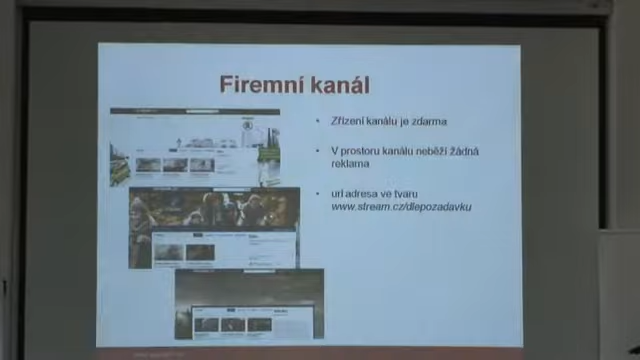 Firemní kanál
• Zřízení kanálu je zdarma
• V prostoru kanálu neběží žádná
reklama
• url adresa ve tvaru
www.stream.cz/dlepozadavku